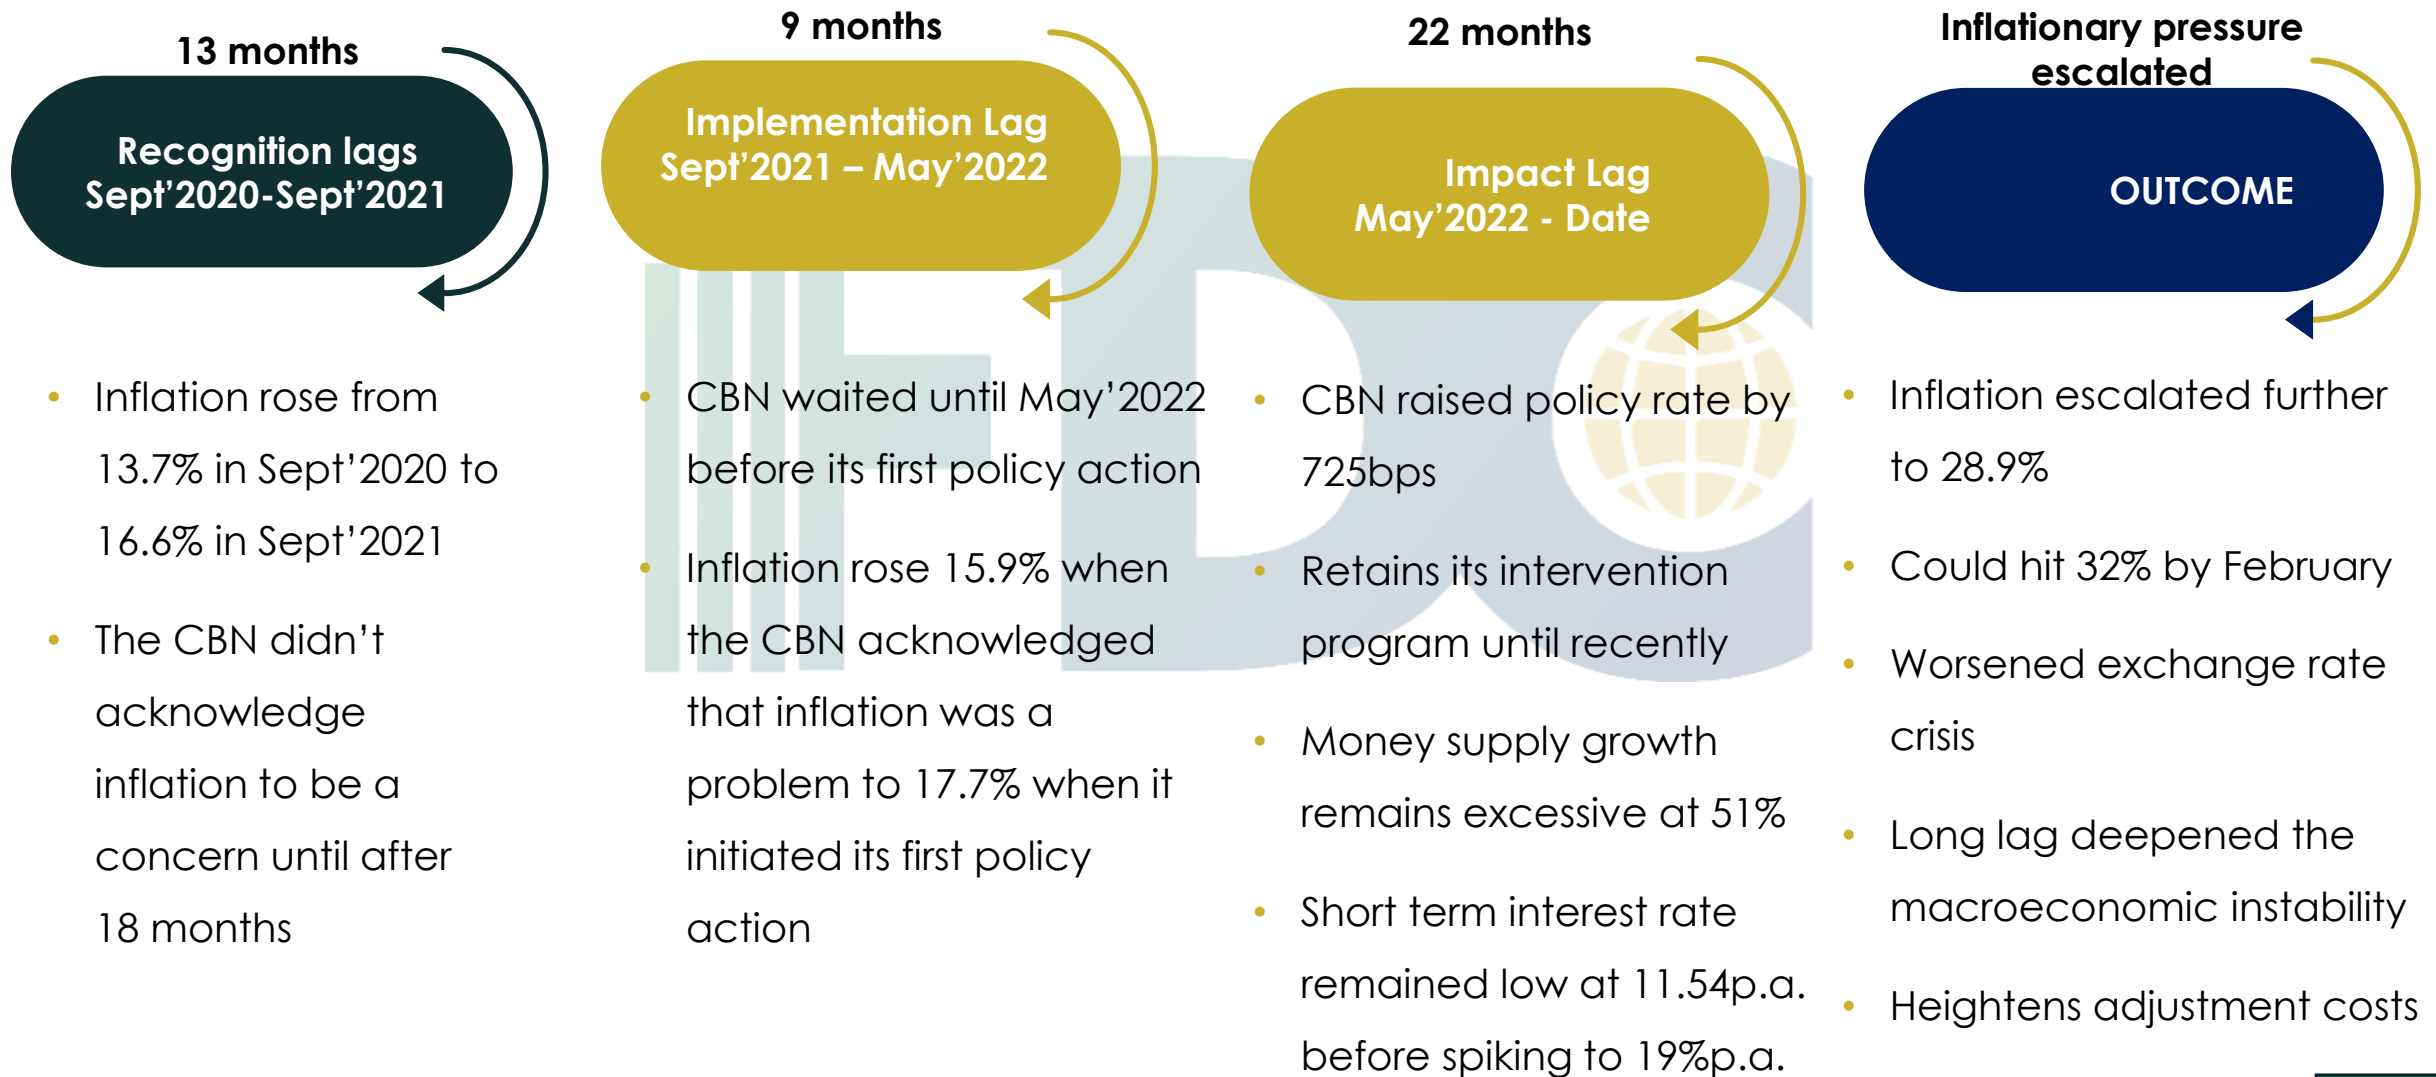 13 months
Recognition lags
Sept’2020-Sept’2021
• Inflation rose from
13.7% in Sept’2020 to
16.6% in Sept’2021
• The CBN didn’t
acknowledge
inflation to be a
concern until after
18 months
9 months
Implementation Lag
Sept’2021 – May’2022
• CBN waited until May’2022
before its first policy action
• Inflation rose 15.9% when
the CBN acknowledged
that inflation was a
problem to 17.7% when it
initiated its first policy
action
22 months
Impact Lag
May’2022 - Date
• CBN raised policy rate by
725bps
• Retains its intervention
program until recently
• Money supply growth
remains excessive at 51%
• Short term interest rate
remained low at 11.54p.a.
before spiking to 19%p.a.
Inflationary pressure
escalated
OUTCOME
• Inflation escalated further
to 28.9%
• Could hit 32% by February
• Worsened exchange rate
crisis
• Long lag deepened the
macroeconomic instability
• Heightens adjustment costs
FDC